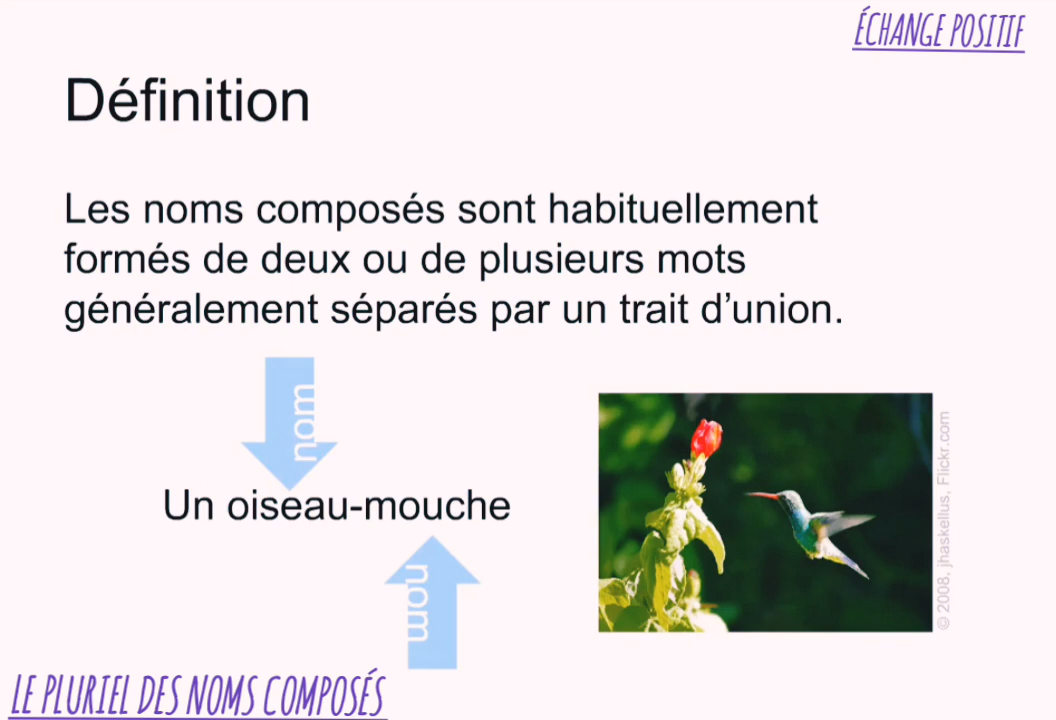 ÉCHANGE POSITIF
Définition
Les noms composés sont habituellement
formés de deux ou de plusieurs mots
généralement séparés par un trait d’union.
nom
Un oiseau-mouche
nom
© 2008, jhaskellus, Flickr.com
LE PLURIEL DES NOMS COMPOSÉS